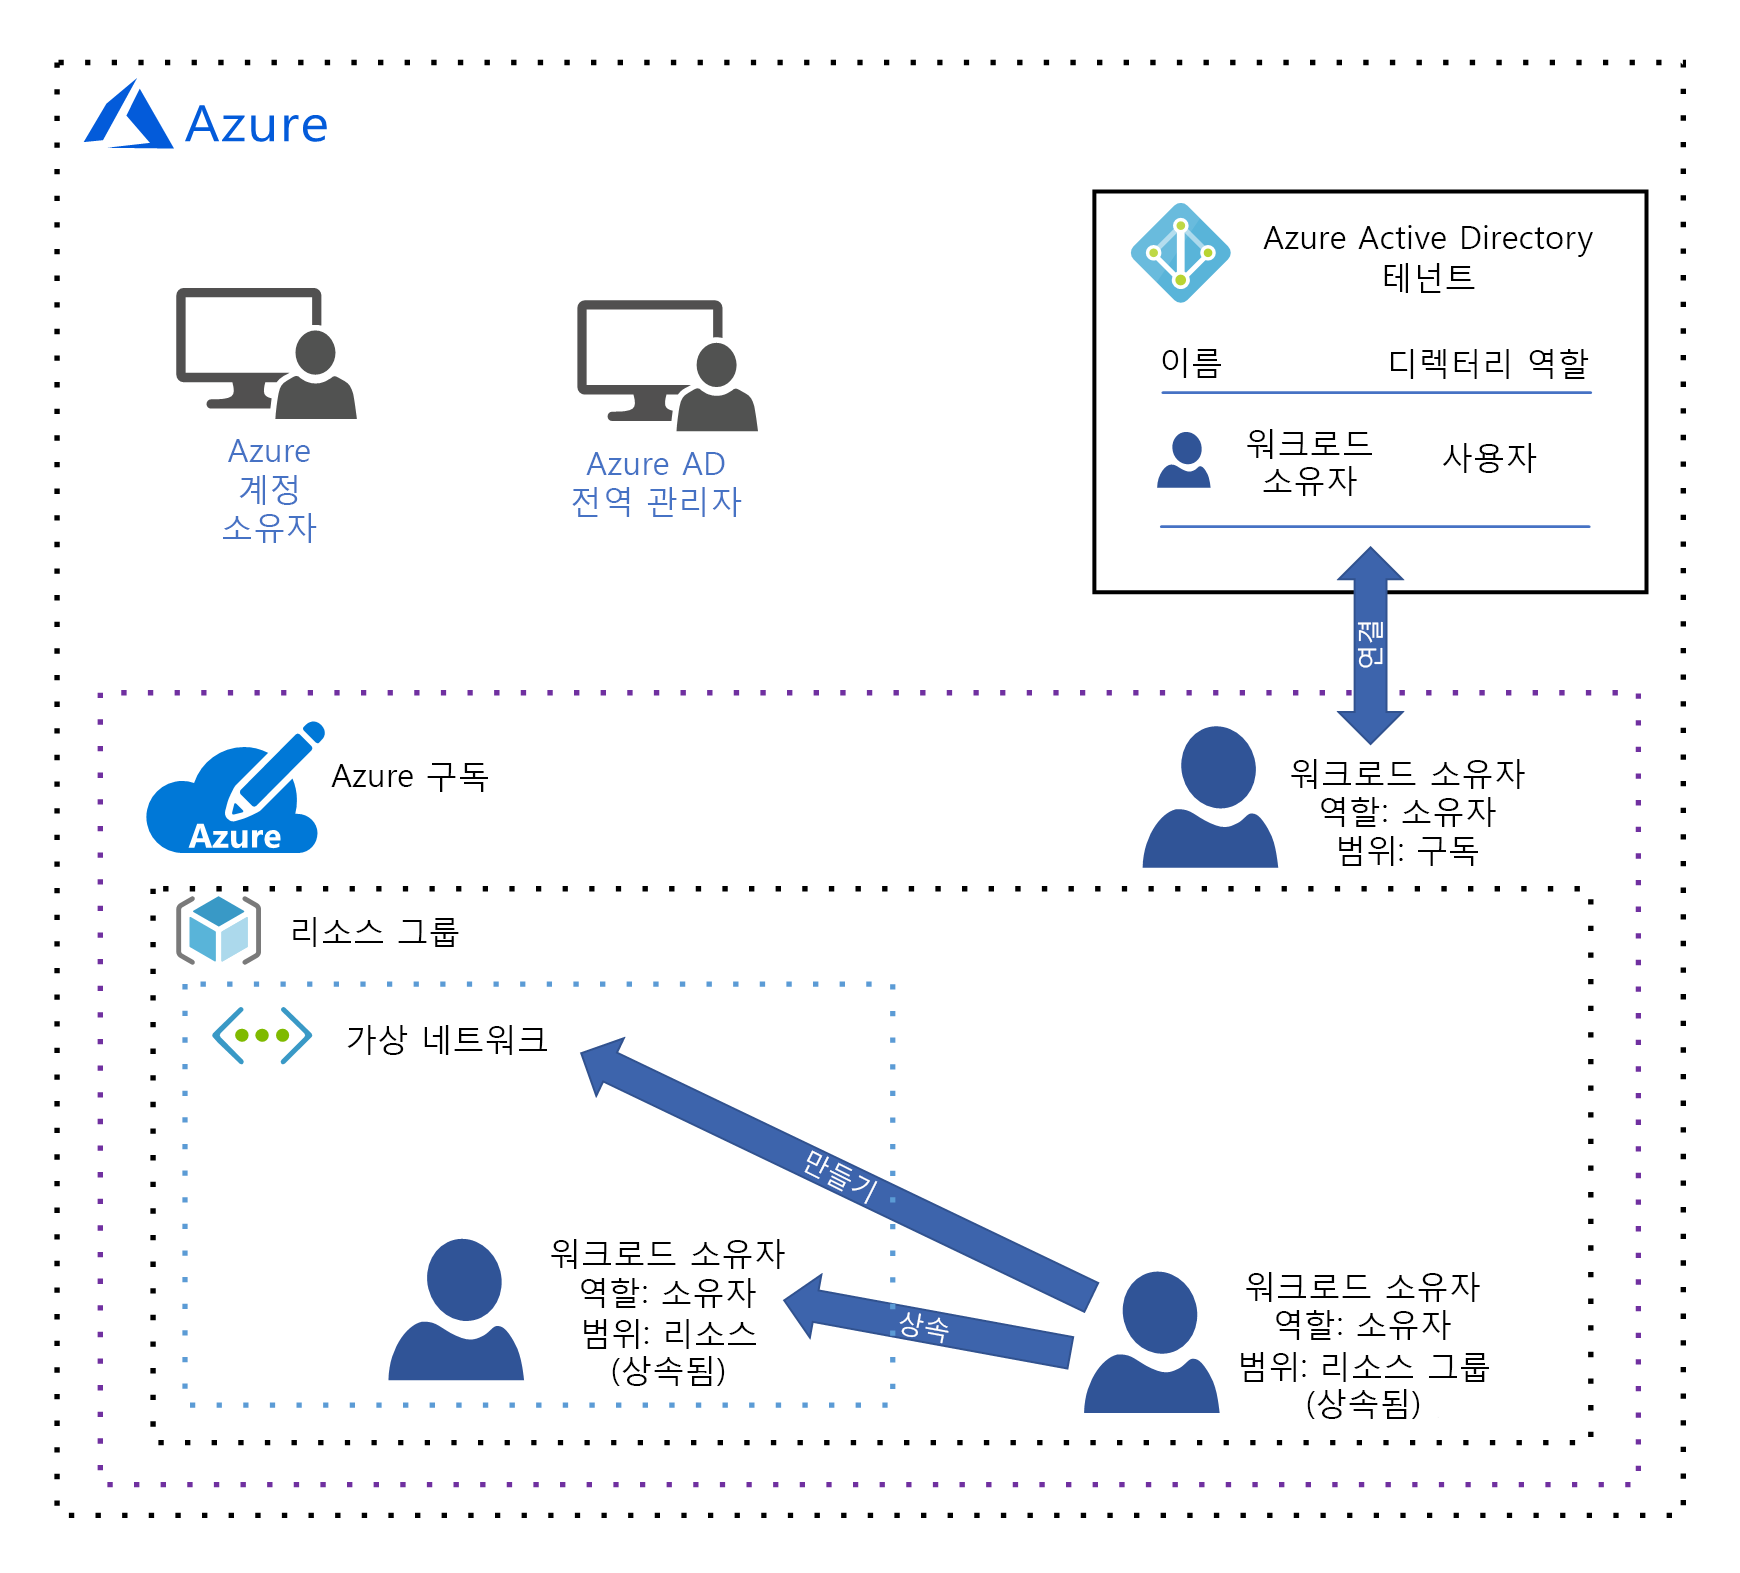 Azure
Azure Active Directory
테넌트
이름 디렉터리 역할
워크로드
소유자
사용자
Azure
계정
소유자
Azure AD
전역 관리자
연결
Azure
Azure 구독
워크로드 소유자
역할: 소유자
범위: 구독
리소스 그룹
가상 네트워크
만들기
워크로드 소유자
역할: 소유자
범위: 리소스
(상속됨)
상속
워크로드 소유자
역할: 소유자
범위: 리소스 그룹
(상속됨)